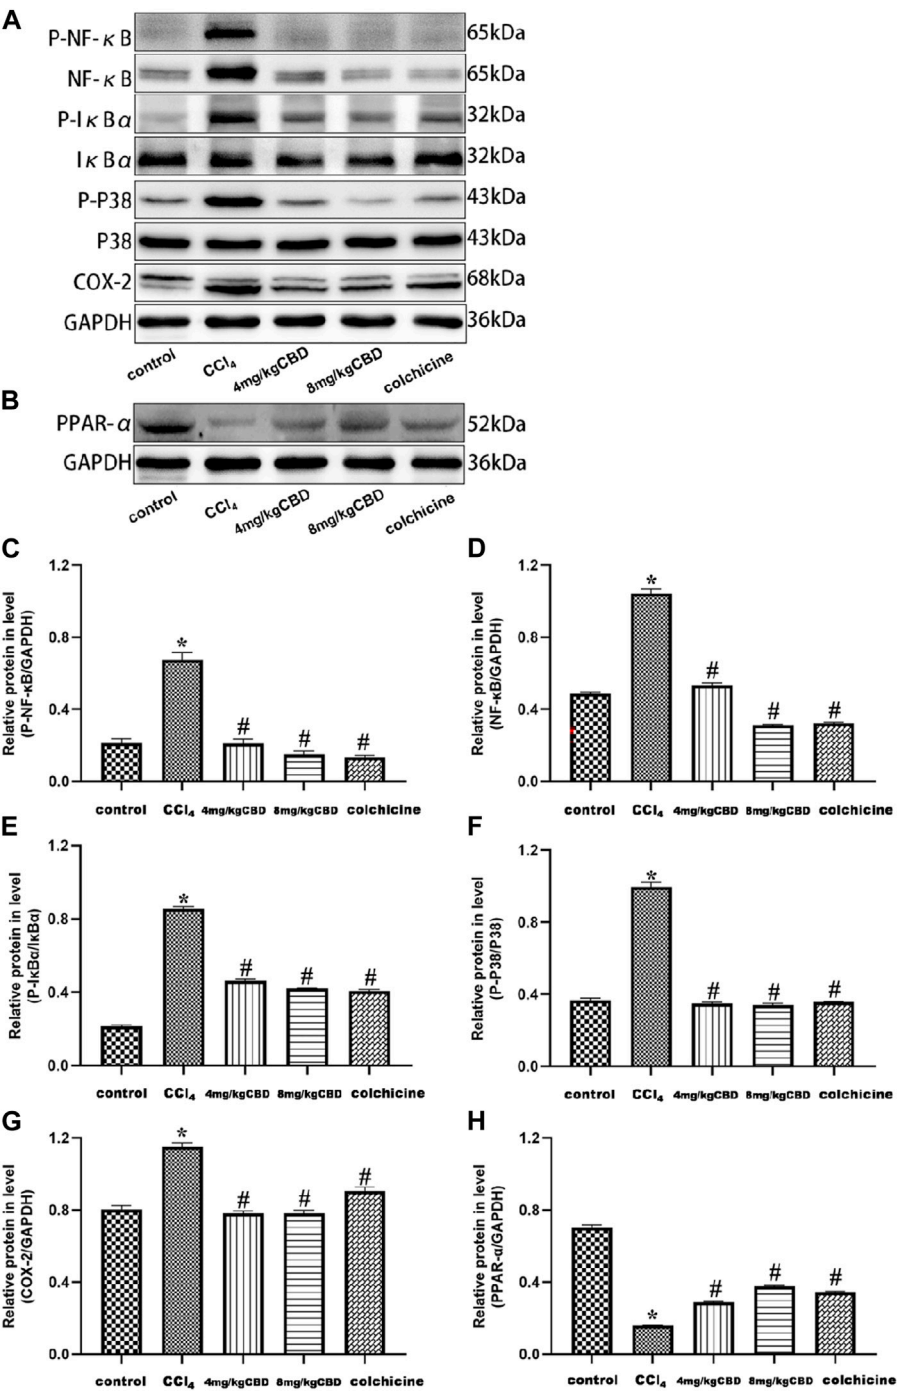 A
P-NF-κB
65kDa
NF-κB
65kDa
P-IκBα
32kDa
IκBα
32kDa
P-P38
43kDa
P38
43kDa
COX-2
68kDa
GAPDH
36kDa
control CCl4 4mg/kgCBD 8mg/kgCBD colchicine
B
PPAR-α
52kDa
GAPDH
36kDa
control CCl4 4mg/kgCBD 8mg/kgCBD colchicine
C
Relative protein in level
(P-NF-κB/GAPDH)
1.2
0.8
0.4
0.0
* # # #
control CCl4 4mg/kgCBD 8mg/kgCBD colchicine
D
Relative protein in level
(NF-κB/GAPDH)
1.2
0.8
0.4
0.0
* # # #
control CCl4 4mg/kgCBD 8mg/kgCBD colchicine
E
Relative protein in level
(P-IκBα/IκBα)
1.2
0.8
0.4
0.0
* # # #
control CCl4 4mg/kgCBD 8mg/kgCBD colchicine
F
Relative protein in level
(P-P38/P38)
1.2
0.8
0.4
0.0
* # # #
control CCl4 4mg/kgCBD 8mg/kgCBD colchicine
G
Relative protein in level
(COX-2/GAPDH)
1.2
0.8
0.4
0.0
* # # #
control CCl4 4mg/kgCBD 8mg/kgCBD colchicine
H
Relative protein in level
(PPAR-α/GAPDH)
1.2
0.8
0.4
0.0
* # # #
control CCl4 4mg/kgCBD 8mg/kgCBD colchicine